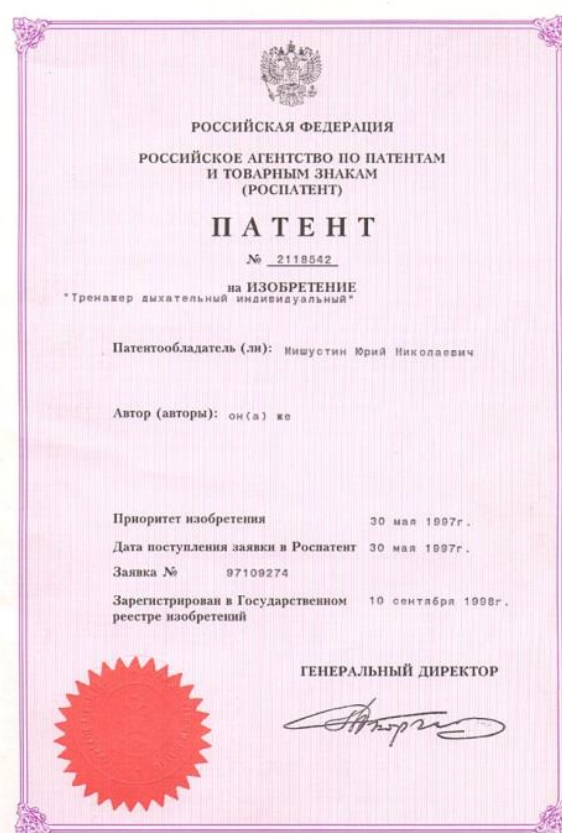 РОССИЙСКАЯ ФЕДЕРАЦИЯ
РОССИЙСКОЕ АГЕНТСТВО ПО ПАТЕНТАМ
И ТОВАРНЫМ ЗНАКАМ
(РОСПАТЕНТ)
ПАТЕНТ
№ 2118542
на ИЗОБРЕТЕНИЕ
"Тренажер дыхательный индивидуальный"
Патентообладатель (ли): Мишустин Юрий Николаевич
Автор (авторы): он(а) же
Приоритет изобретения 30 мая 1997г.
Дата поступления заявки в Роспатент 30 мая 1997г.
Заявка № 97109274
Зарегистрирован в Государственном 10 сентября 1998г.
реестре изобретений
ГЕНЕРАЛЬНЫЙ ДИРЕКТОР